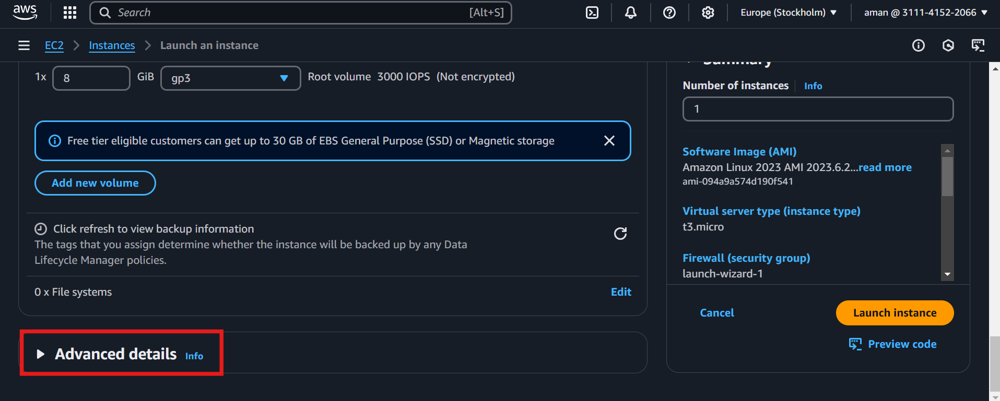 aws
Search [Alt+S]
Europe (Stockholm)
aman @ 3111-4152-2066
EC2
Instances
Launch an instance
1x 8 GiB gp3 Root volume 3000 IOPS (Not encrypted)
Free tier eligible customers can get up to 30 GB of EBS General Purpose (SSD) or Magnetic storage
Add new volume
Click refresh to view backup information
The tags that you assign determine whether the instance will be backed up by any Data
Lifecycle Manager policies.
0 x File systems
Edit
Advanced details Info
Summary
Number of instances Info
1
Software Image (AMI)
Amazon Linux 2023 AMI 2023.6.2...read more
ami-094a9a574d190f541
Virtual server type (instance type)
t3.micro
Firewall (security group)
launch-wizard-1
Cancel
Launch instance
Preview code